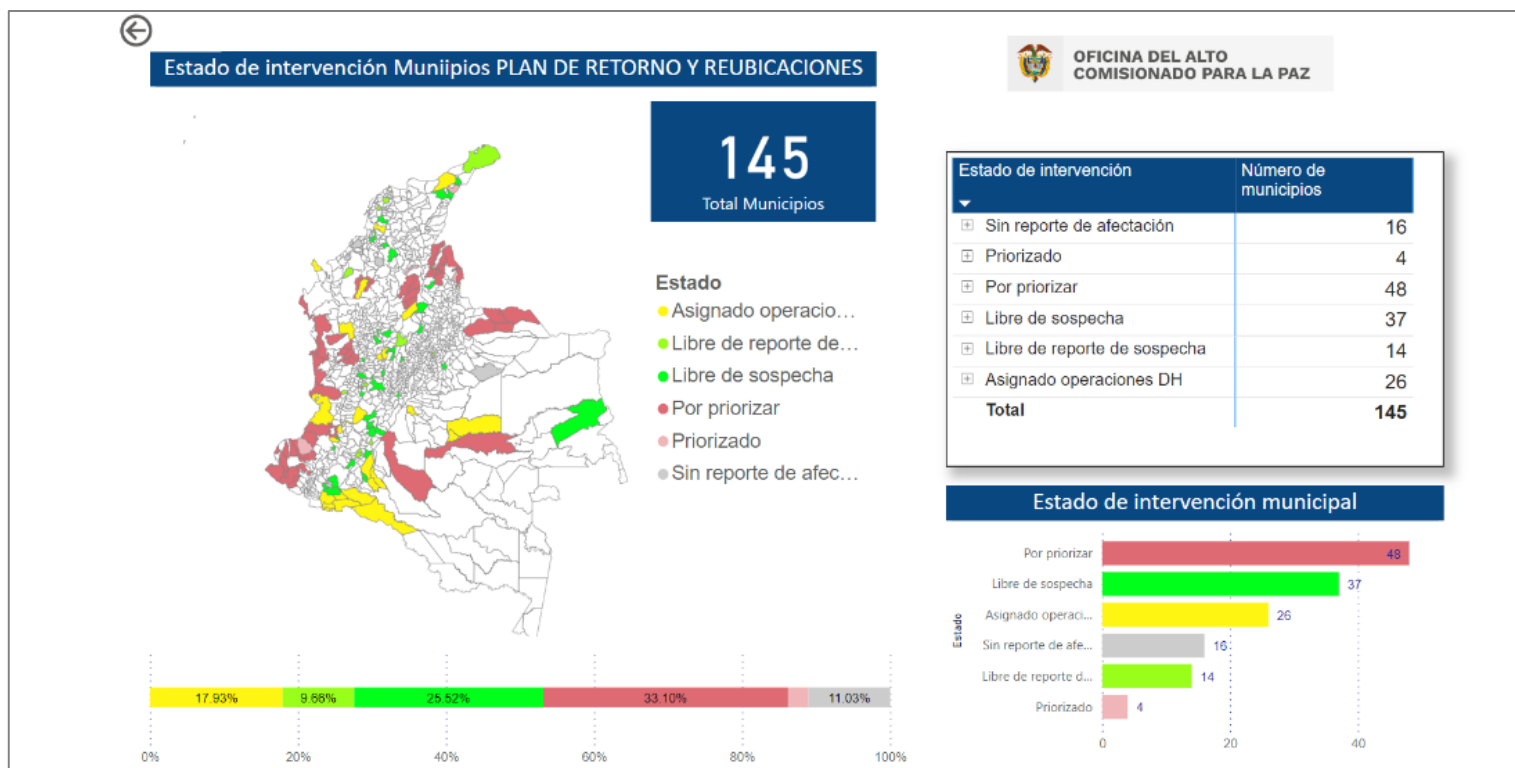 Estado de intervención Muniipios PLAN DE RETORNO Y REUBICACIONES
OFICINA DEL ALTO
COMISIONADO PARA LA PAZ
145
Total Municipios
Estado
Asignado operacio...
Libre de reporte de...
Libre de sospecha
Por priorizar
Priorizado
Sin reporte de afec...
17.93%
9.66%
25.52%
33.10%
11.03%
0%
20%
40%
60%
80%
100%
Estado de intervención
Número de
municipios
Sin reporte de afectación 16
Priorizado 4
Por priorizar 48
Libre de sospecha 37
Libre de reporte de sospecha 14
Asignado operaciones DH 26
Total 145
Estado de intervención municipal
Estado
Por priorizar 48
Libre de sospecha 37
Asignado operaci... 26
Sin reporte de afe... 16
Libre de reporte d... 14
Priorizado 4
0
20
40